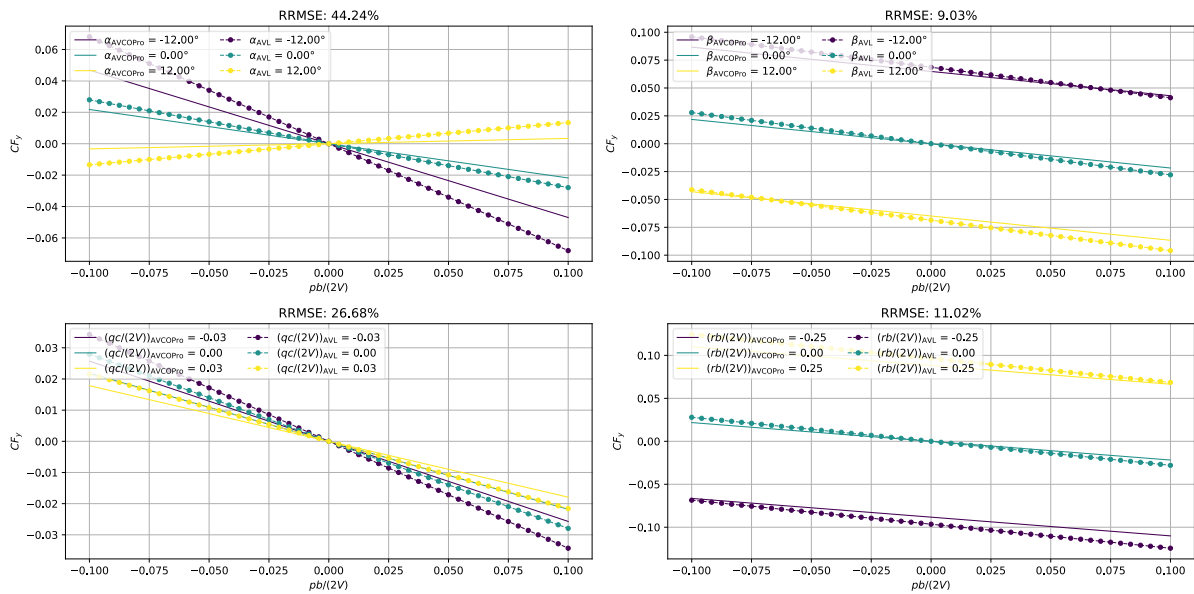 RRMSE: 44.24%
α_AVCOPro = -12.00° α_AVL = -12.00°
α_AVCOPro = 0.00° α_AVL = 0.00°
α_AVCOPro = 12.00° α_AVL = 12.00°
0.06
0.04
0.02
0.00
−0.02
−0.04
−0.06
CF_y
−0.100 −0.075 −0.050 −0.025 0.000 0.025 0.050 0.075 0.100
pb/(2V)
RRMSE: 9.03%
β_AVCOPro = -12.00° β_AVL = -12.00°
β_AVCOPro = 0.00° β_AVL = 0.00°
β_AVCOPro = 12.00° β_AVL = 12.00°
0.100
0.075
0.050
0.025
0.000
−0.025
−0.050
−0.075
−0.100
CF_y
−0.100 −0.075 −0.050 −0.025 0.000 0.025 0.050 0.075 0.100
pb/(2V)
RRMSE: 26.68%
(qc/(2V))_AVCOPro = -0.03 (qc/(2V))_AVL = -0.03
(qc/(2V))_AVCOPro = 0.00 (qc/(2V))_AVL = 0.00
(qc/(2V))_AVCOPro = 0.03 (qc/(2V))_AVL = 0.03
0.03
0.02
0.01
0.00
−0.01
−0.02
−0.03
CF_y
−0.100 −0.075 −0.050 −0.025 0.000 0.025 0.050 0.075 0.100
pb/(2V)
RRMSE: 11.02%
(rb/(2V))_AVCOPro = -0.25 (rb/(2V))_AVL = -0.25
(rb/(2V))_AVCOPro = 0.00 (rb/(2V))_AVL = 0.00
(rb/(2V))_AVCOPro = 0.25 (rb/(2V))_AVL = 0.25
0.10
0.05
0.00
−0.05
−0.10
CF_y
−0.100 −0.075 −0.050 −0.025 0.000 0.025 0.050 0.075 0.100
pb/(2V)